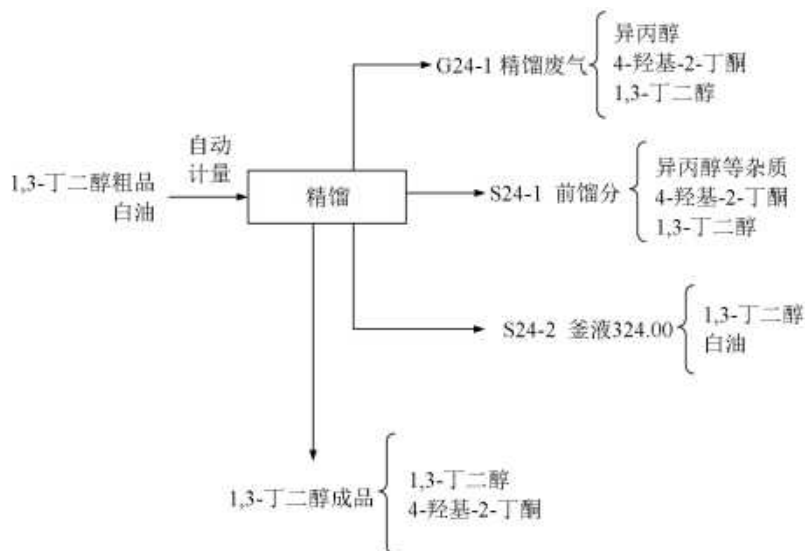 异丙醇
G24-1 精馏废气
4-羟基-2-丁酮
1,3-丁二醇
自动
计量
1,3-丁二醇粗品
白油
精馏
S24-1 前馏分
异丙醇等杂质
4-羟基-2-丁酮
1,3-丁二醇
S24-2 釜液324.00
1,3-丁二醇
白油
1,3-丁二醇成品
1,3-丁二醇
4-羟基-2-丁酮